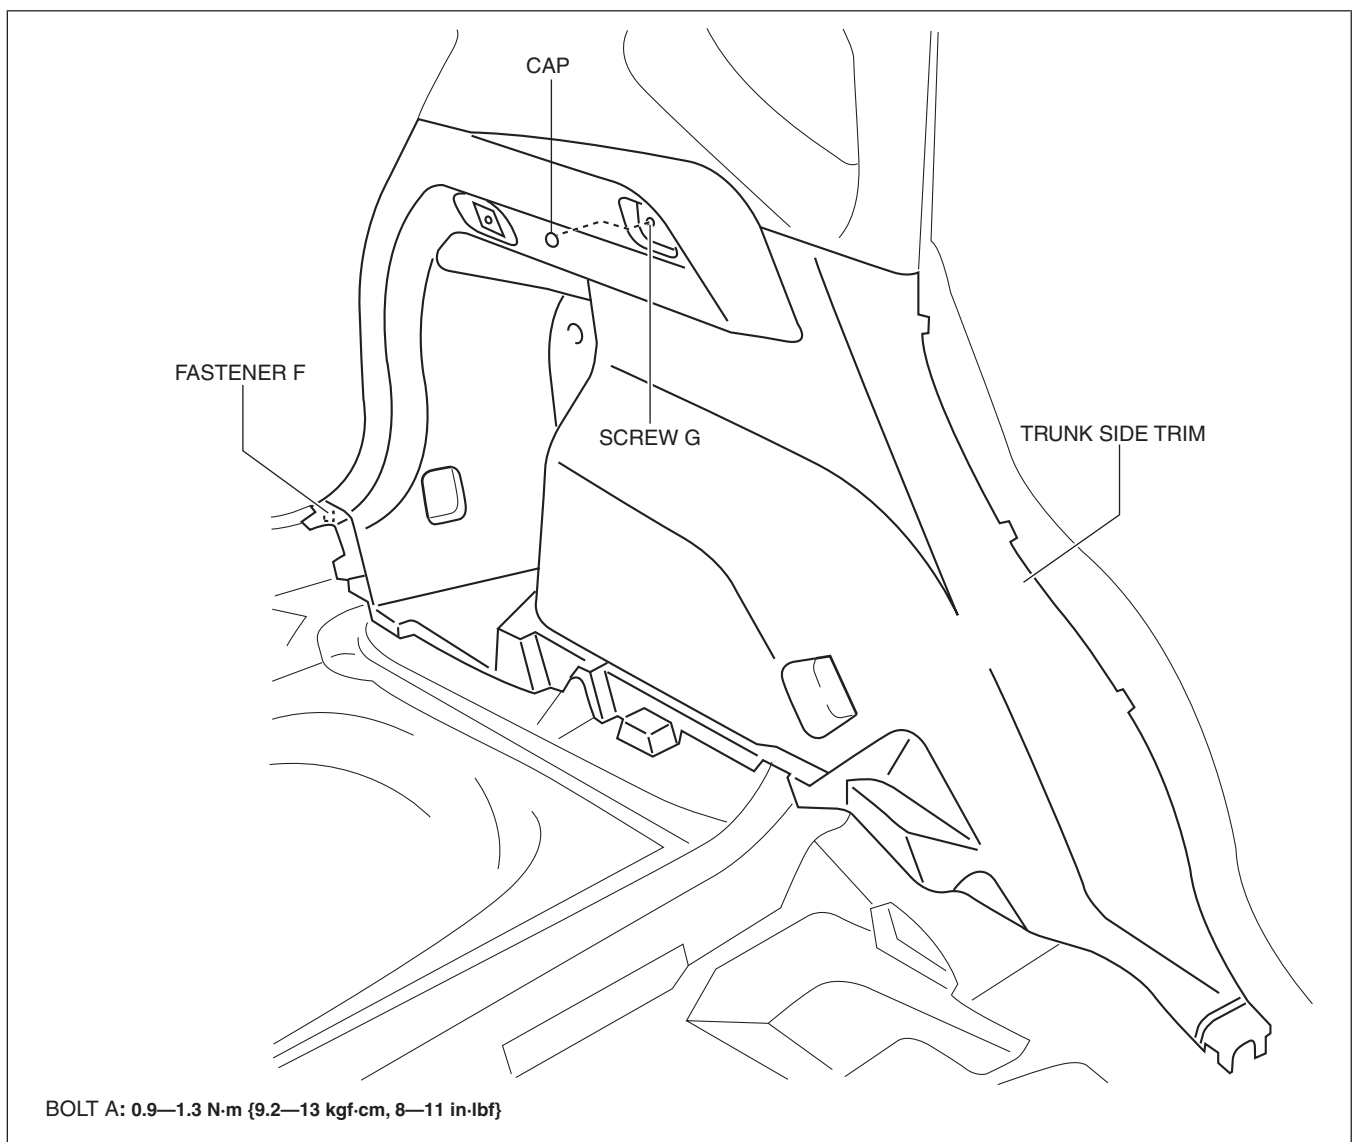 CAP
FASTENER F
SCREW G
TRUNK SIDE TRIM
BOLT A: 0.9—1.3 N·m {9.2—13 kgf·cm, 8—11 in·lbf}